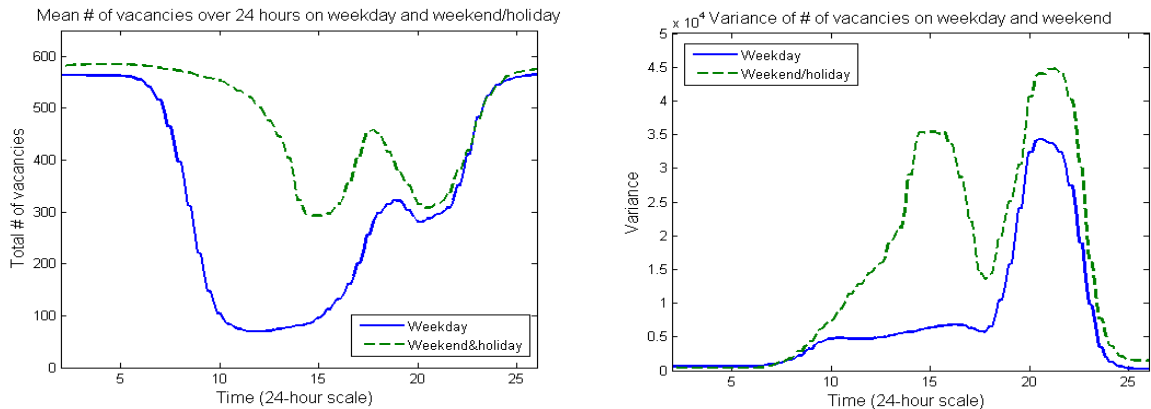 Mean # of vacancies over 24 hours on weekday and weekend/holiday
600
500
400
300
200
100
0
Total # of vacancies
5 10 15 20 25
Time (24-hour scale)
Weekday
Weekend&holiday
× 10⁴ Variance of # of vacancies on weekday and weekend
5
4.5
4
3.5
3
2.5
2
1.5
1
0.5
0
Variance
5 10 15 20 25
Time (24-hour scale)
Weekday
Weekend/holiday